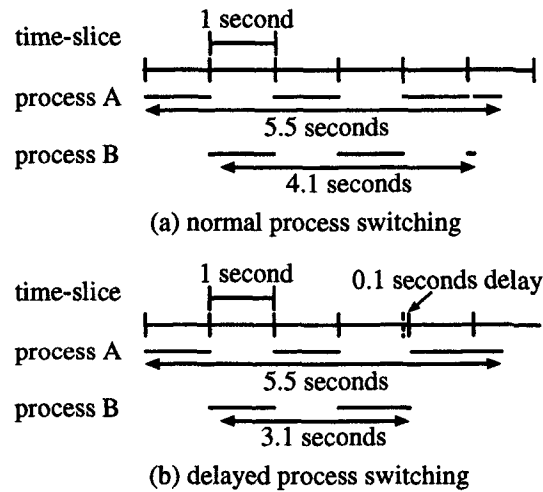 1 second
time-slice
process A
5.5 seconds
process B
4.1 seconds
(a) normal process switching
1 second
0.1 seconds delay
time-slice
process A
5.5 seconds
process B
3.1 seconds
(b) delayed process switching